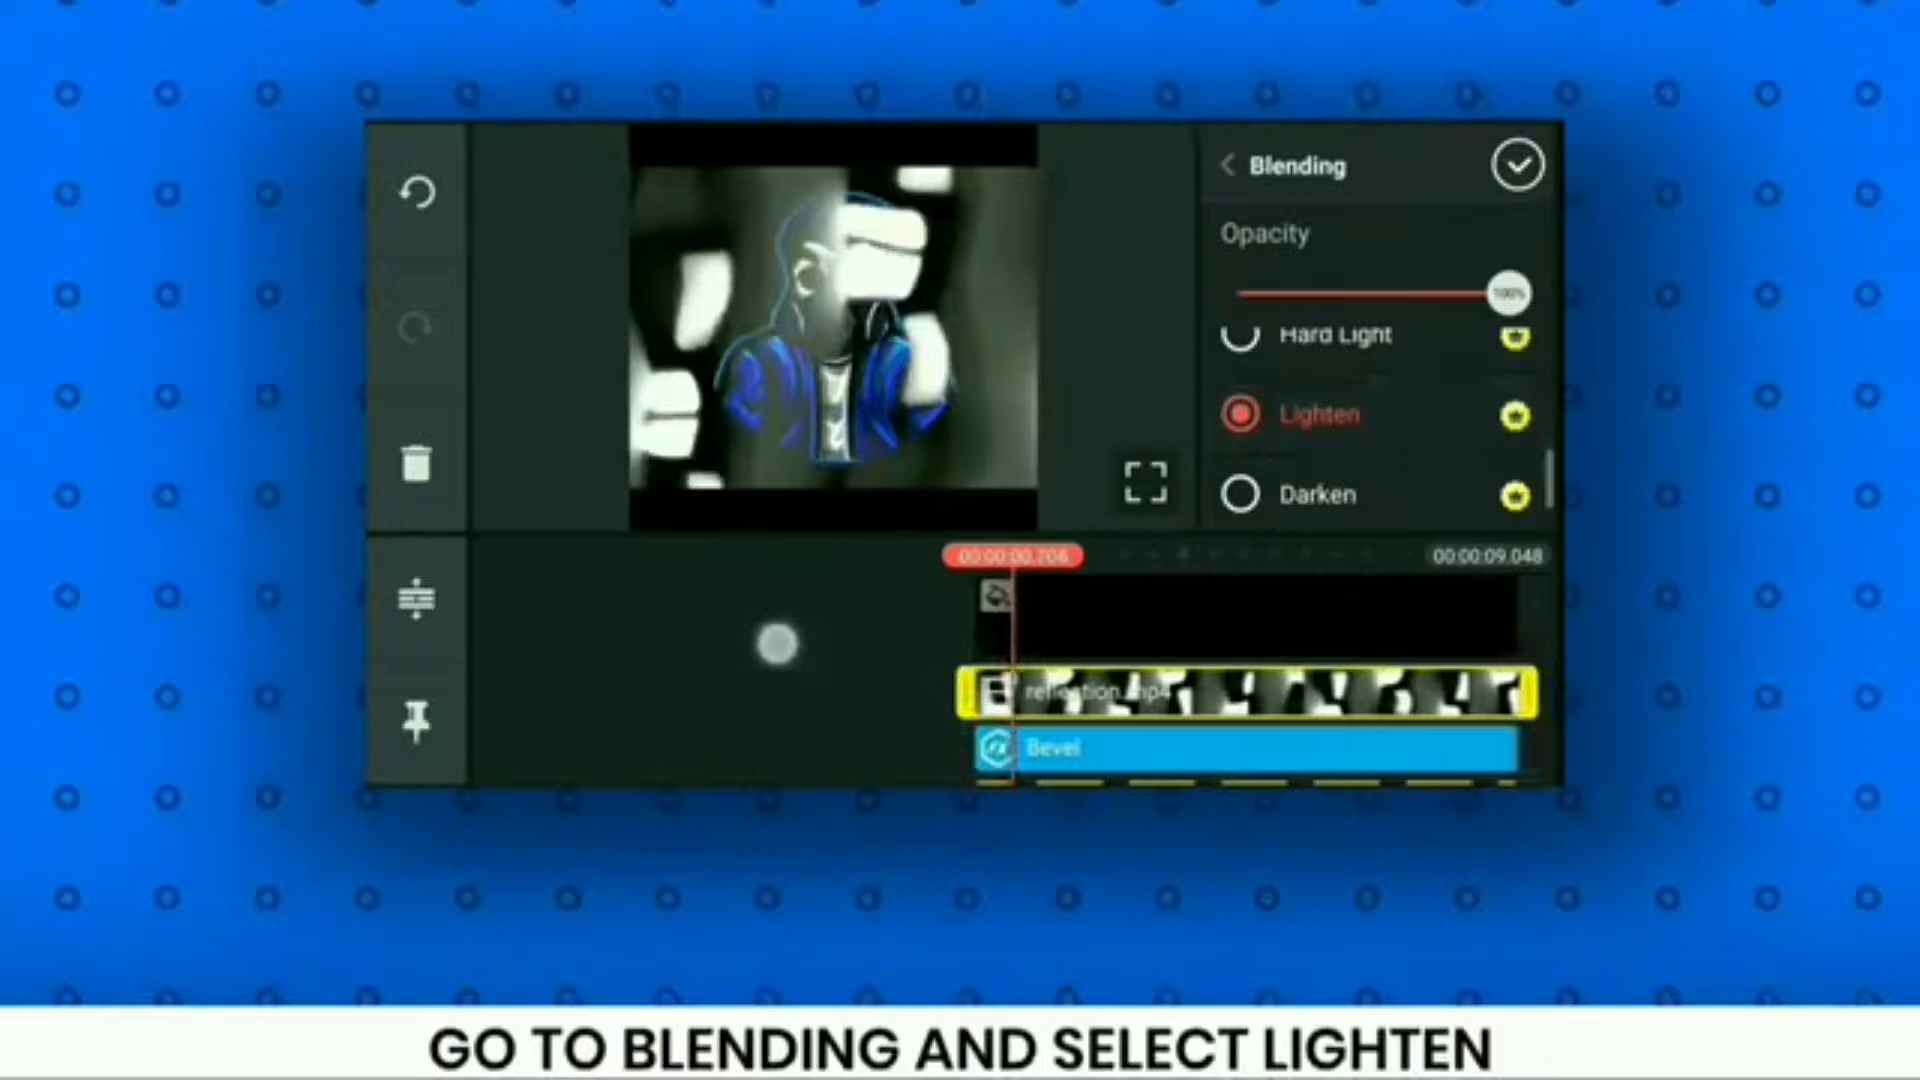 Blending
Opacity
100%
Hard Light
Lighten
Darken
00:00:00.206
00:00:09.048
reflection.mp4
Bevel
GO TO BLENDING AND SELECT LIGHTEN